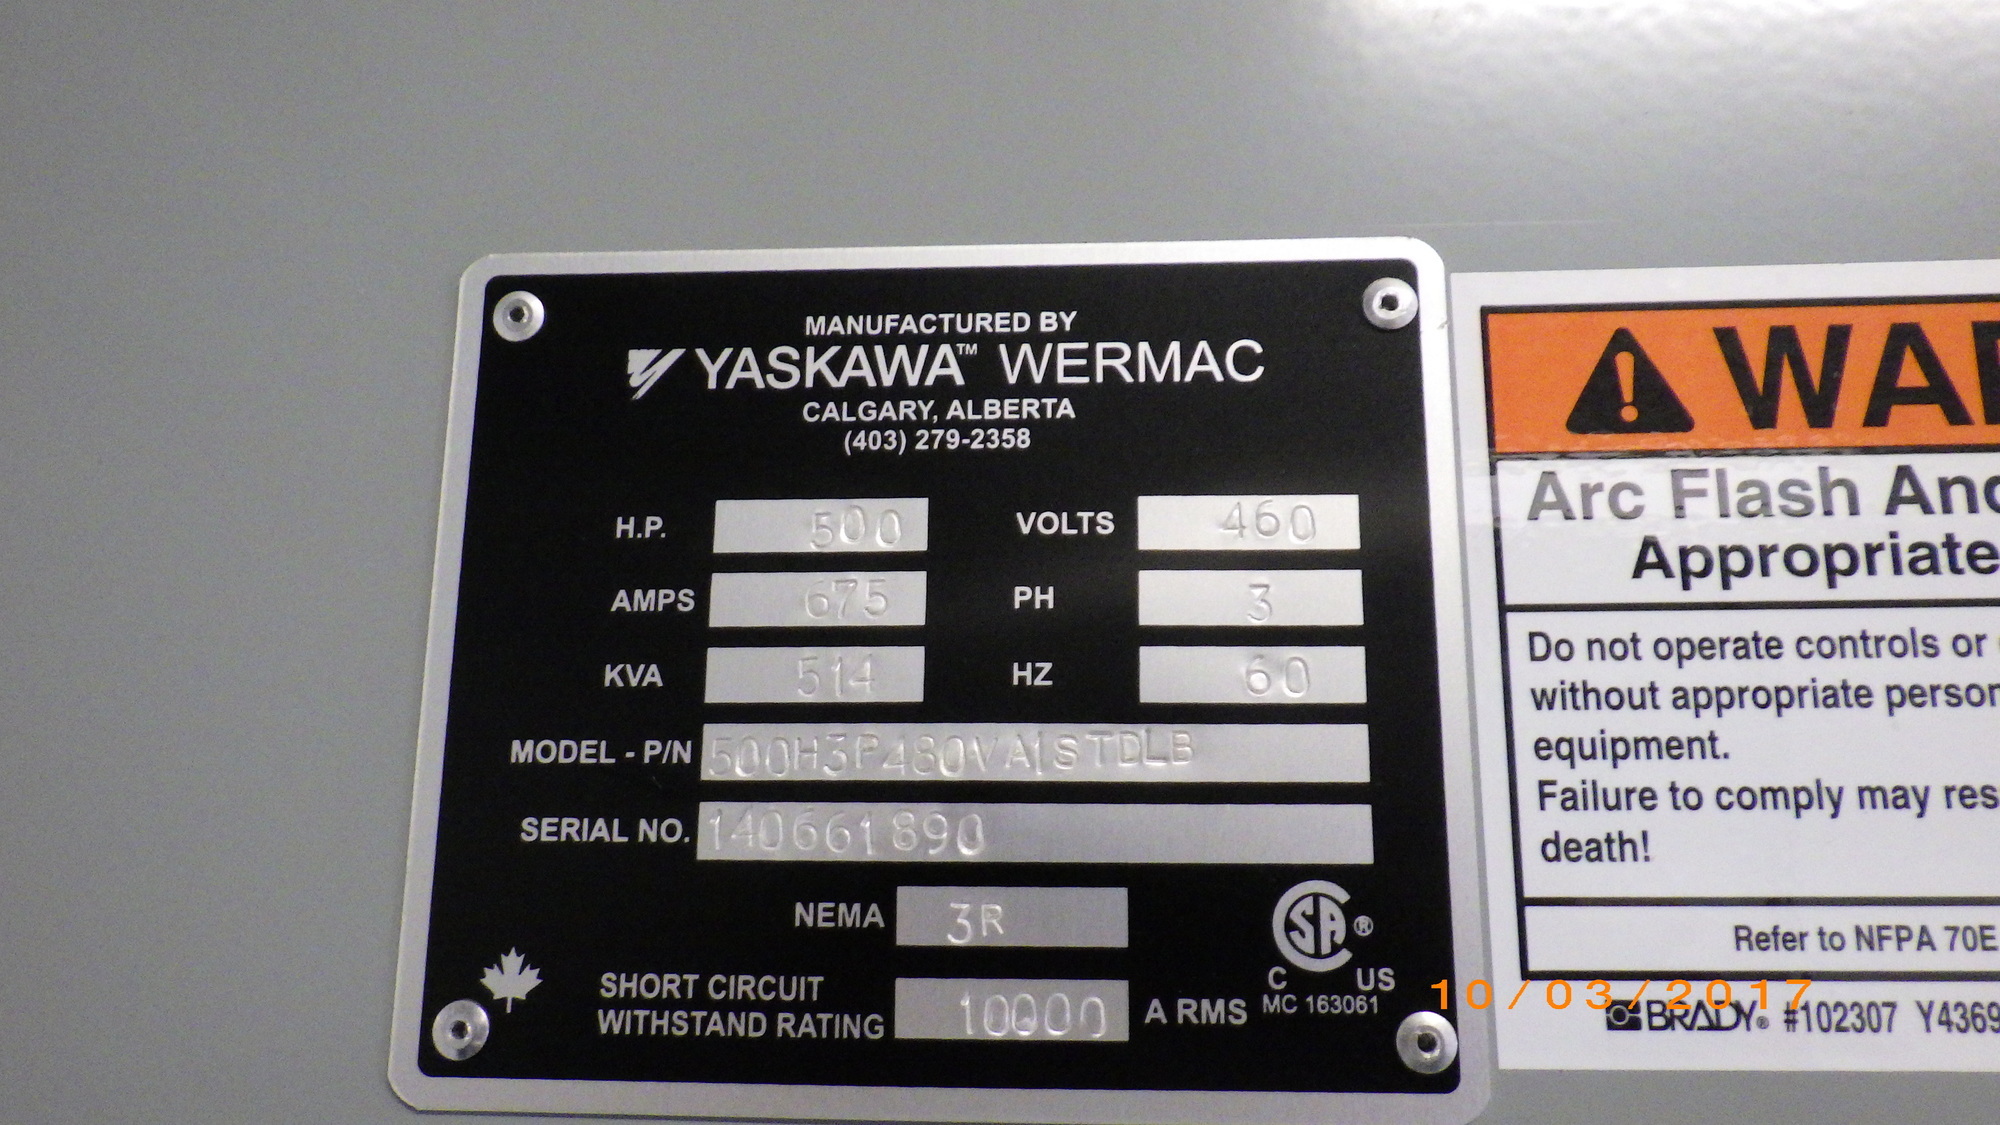 MANUFACTURED BY
YASKAWA™ WERMAC
CALGARY, ALBERTA
(403) 279-2358
H.P. 500 VOLTS 460
AMPS 675 PH 3
KVA 514 HZ 60
MODEL - P/N 500H3P480VA1STDLB
SERIAL NO. 140661890
NEMA 3R
SHORT CIRCUIT
WITHSTAND RATING 10000 A RMS
CSA®
C US
MC 163061
WAR
Arc Flash And
Appropriate
Do not operate controls or
without appropriate person
equipment.
Failure to comply may res
death!
Refer to NFPA 70E
BRADY® #102307 Y4369
10/03/2017